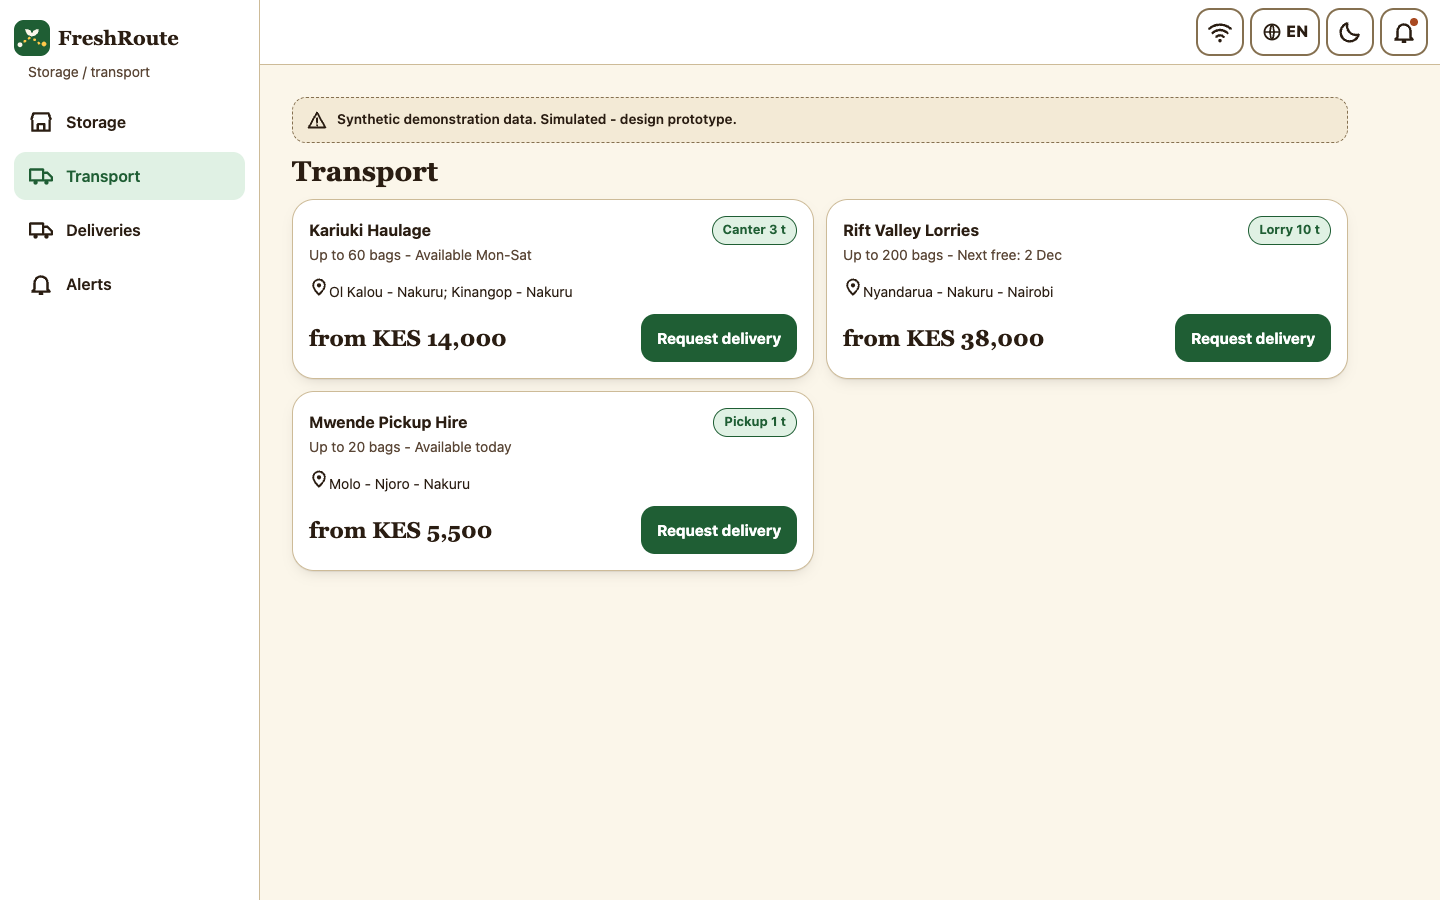 FreshRoute
Storage / transport
Storage
Transport
Deliveries
Alerts
EN
Synthetic demonstration data. Simulated - design prototype.
Transport
Kariuki Haulage
Canter 3 t
Up to 60 bags - Available Mon-Sat
Ol Kalou - Nakuru; Kinangop - Nakuru
from KES 14,000
Request delivery
Rift Valley Lorries
Lorry 10 t
Up to 200 bags - Next free: 2 Dec
Nyandarua - Nakuru - Nairobi
from KES 38,000
Request delivery
Mwende Pickup Hire
Pickup 1 t
Up to 20 bags - Available today
Molo - Njoro - Nakuru
from KES 5,500
Request delivery